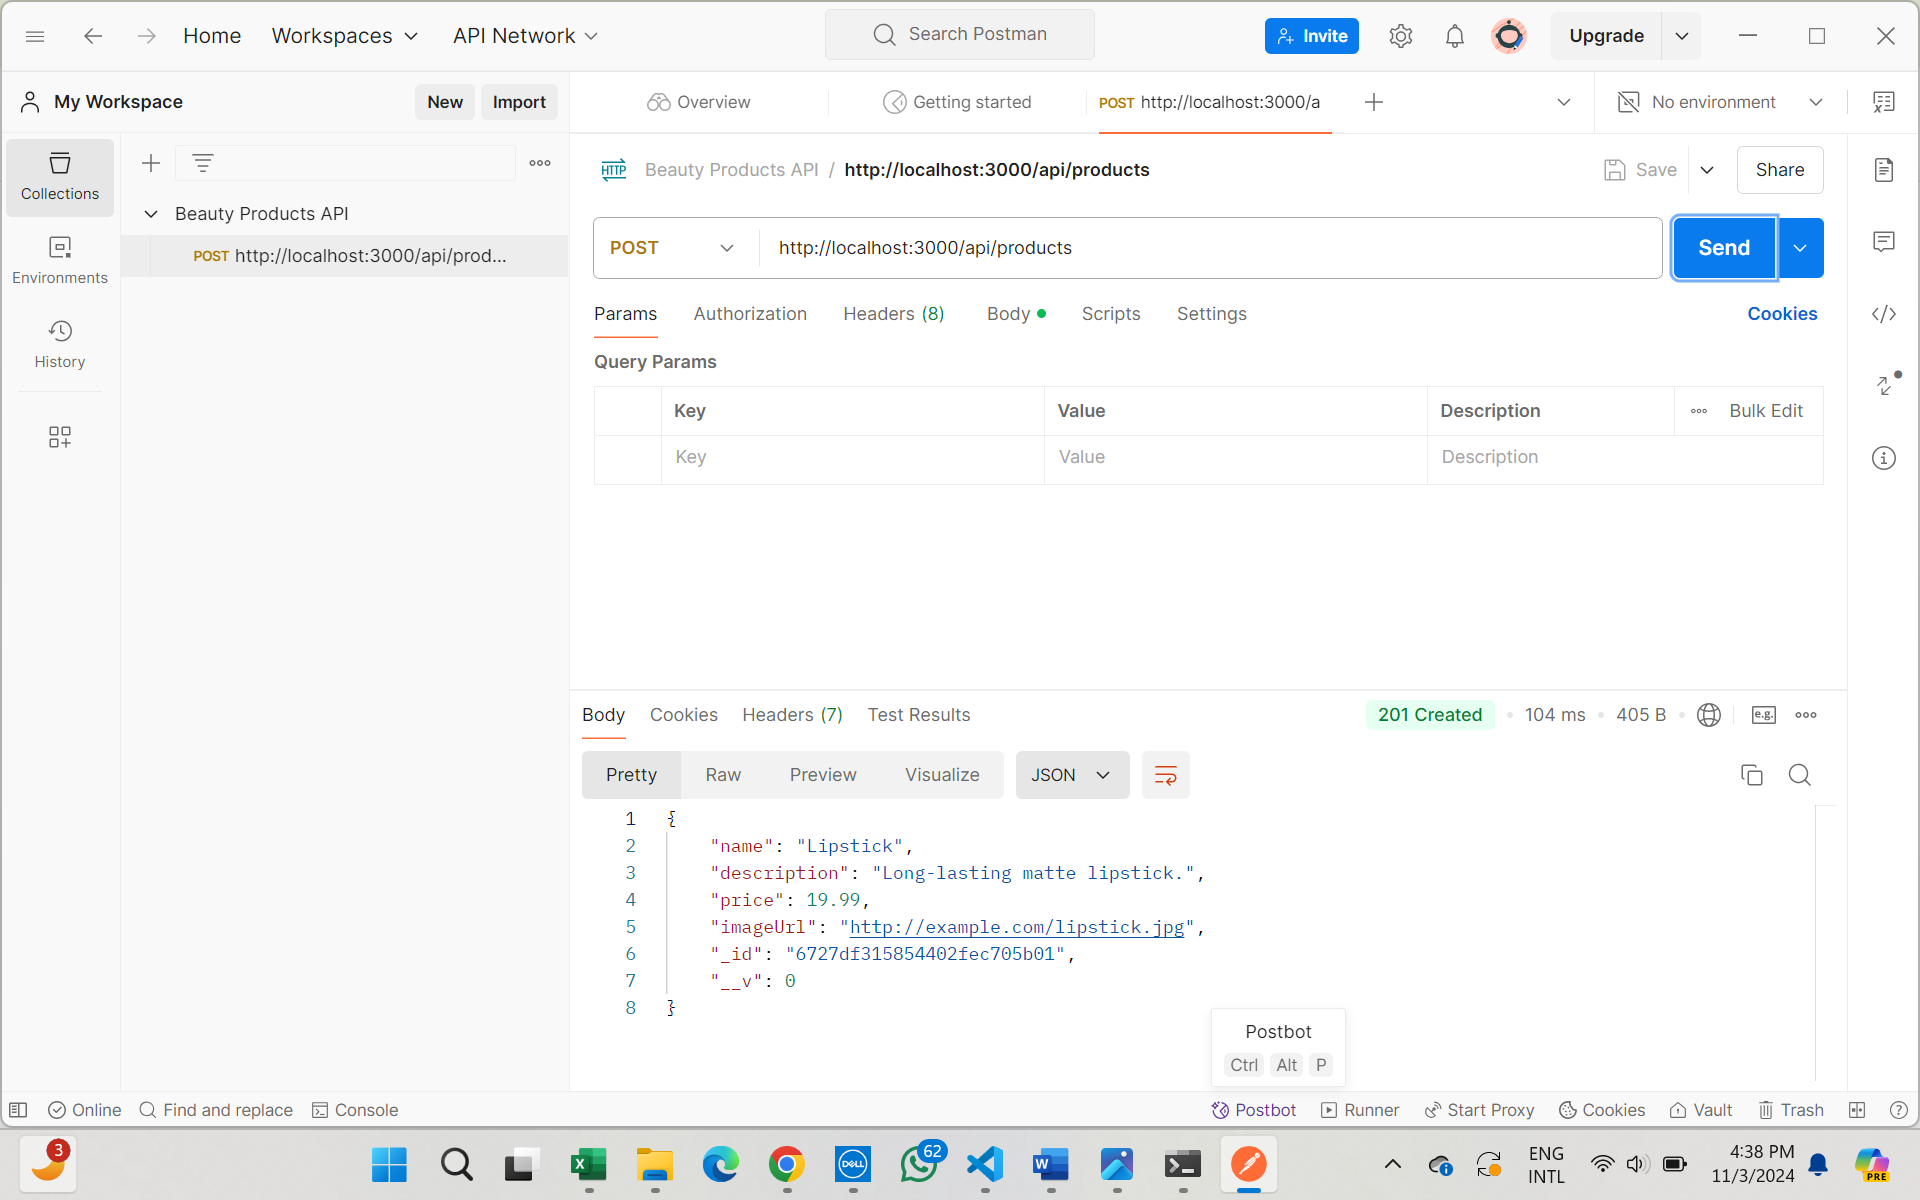 Home
Workspaces
API Network
Search Postman
Invite
Upgrade
My Workspace
New
Import
Overview
Getting started
POST http://localhost:3000/a
No environment
Collections
Environments
History
Beauty Products API
POST http://localhost:3000/api/prod...
HTTP
Beauty Products API / http://localhost:3000/api/products
Save
Share
POST
http://localhost:3000/api/products
Send
Params
Authorization
Headers (8)
Body
Scripts
Settings
Cookies
Query Params
Key
Value
Description
Bulk Edit
Key
Value
Description
Body
Cookies
Headers (7)
Test Results
201 Created
104 ms
405 B
e.g.
Pretty
Raw
Preview
Visualize
JSON
1 {
2 "name": "Lipstick",
3 "description": "Long-lasting matte lipstick.",
4 "price": 19.99,
5 "imageUrl": "http://example.com/lipstick.jpg",
6 "_id": "6727df315854402fec705b01",
7 "__v": 0
8 }
Postbot
Ctrl Alt P
Online
Find and replace
Console
Postbot
Runner
Start Proxy
Cookies
Vault
Trash
3
DELL
62
ENG
INTL
4:38 PM
11/3/2024
PRE